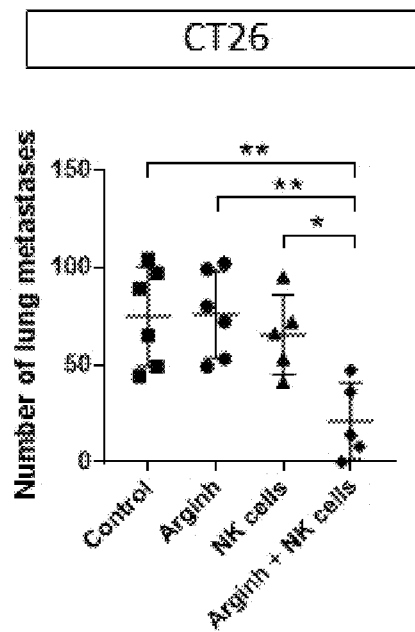 CT26
Number of lung metastases
**
**
*
150
100
50
0
Control
Arginh
NK cells
Arginh + NK cells